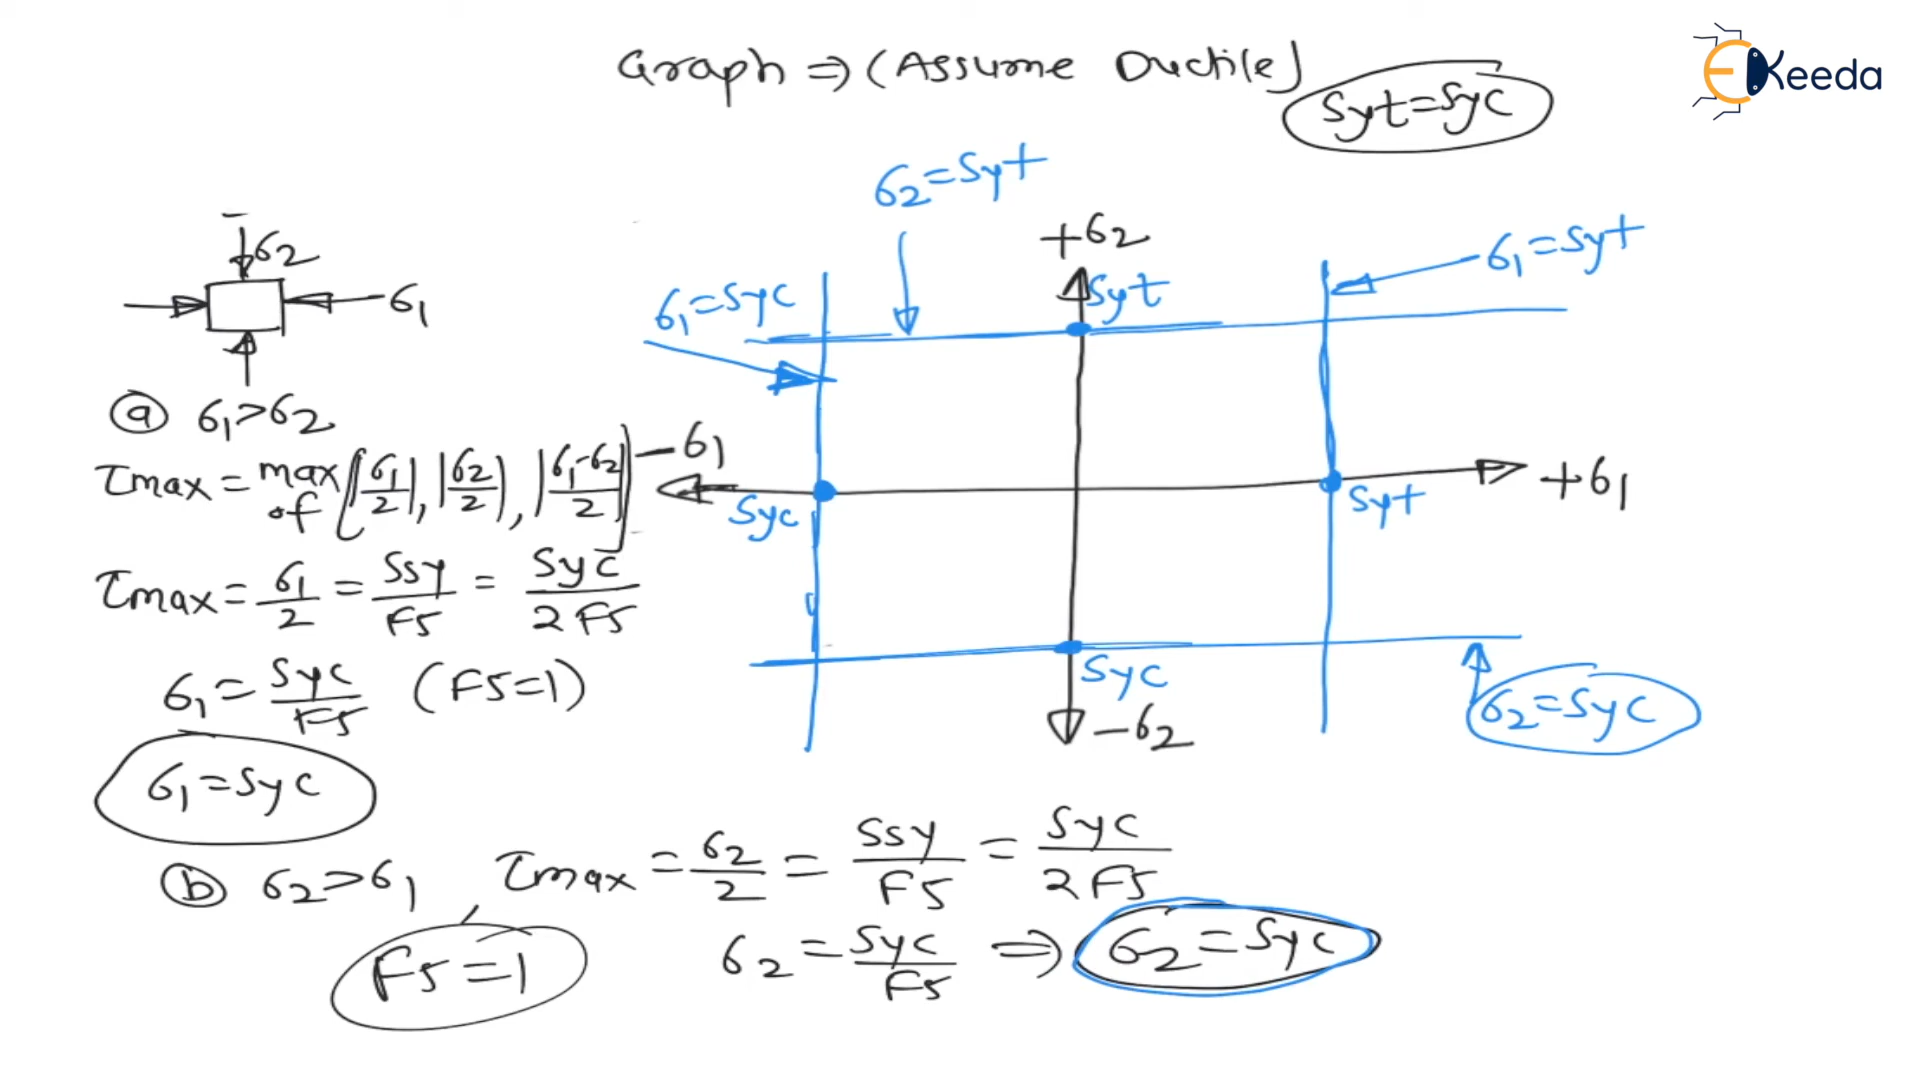 Graph ⇒ (Assume Ductile)
Syt=Syc
EKeeda
σ2=Syt
+σ2
σ1=Syt
Syt
σ1=Syc
σ2
σ1
ⓐ σ1>σ2
τmax = max of [|σ1/2|, |σ2/2|, |σ1-σ2/2|]
-σ1
Syc
Syt
+σ1
τmax = σ1/2 = Ssy/FS = Syc/2FS
σ1 = Syc/FS (FS=1)
Syc
-σ2
σ2=Syc
σ1=Syc
ⓑ σ2>σ1, τmax = σ2/2 = Ssy/FS = Syc/2FS
FS=1
σ2 = Syc/FS ⇒ σ2=Syc